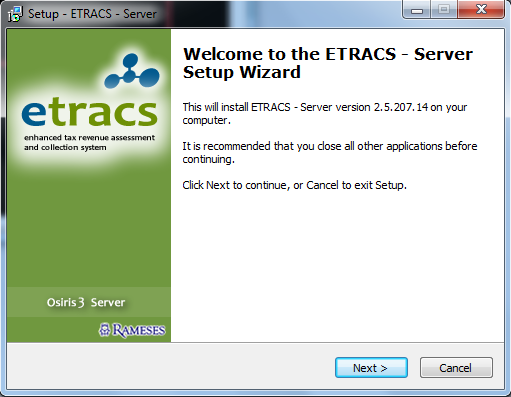 Setup - ETRACS - Server
Welcome to the ETRACS - Server
Setup Wizard
This will install ETRACS - Server version 2.5.207.14 on your
computer.
It is recommended that you close all other applications before
continuing.
Click Next to continue, or Cancel to exit Setup.
etracs
enhanced tax revenue assessment
and collection system
Osiris 3 Server
RAMESES
Next >
Cancel